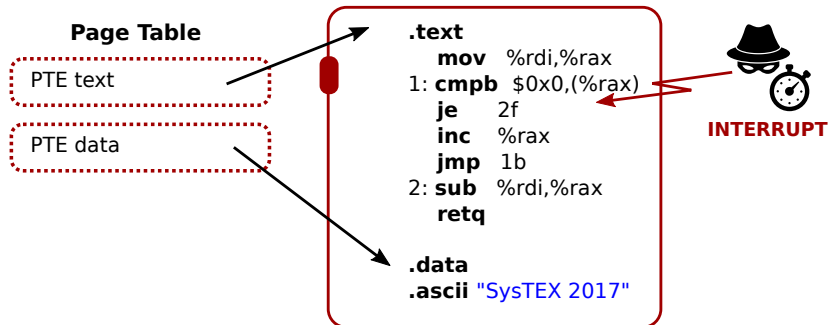 Page Table
PTE text
PTE data
.text
mov %rdi,%rax
1: cmpb $0x0,(%rax)
je 2f
inc %rax
jmp 1b
2: sub %rdi,%rax
retq
.data
.ascii "SysTEX 2017"
INTERRUPT